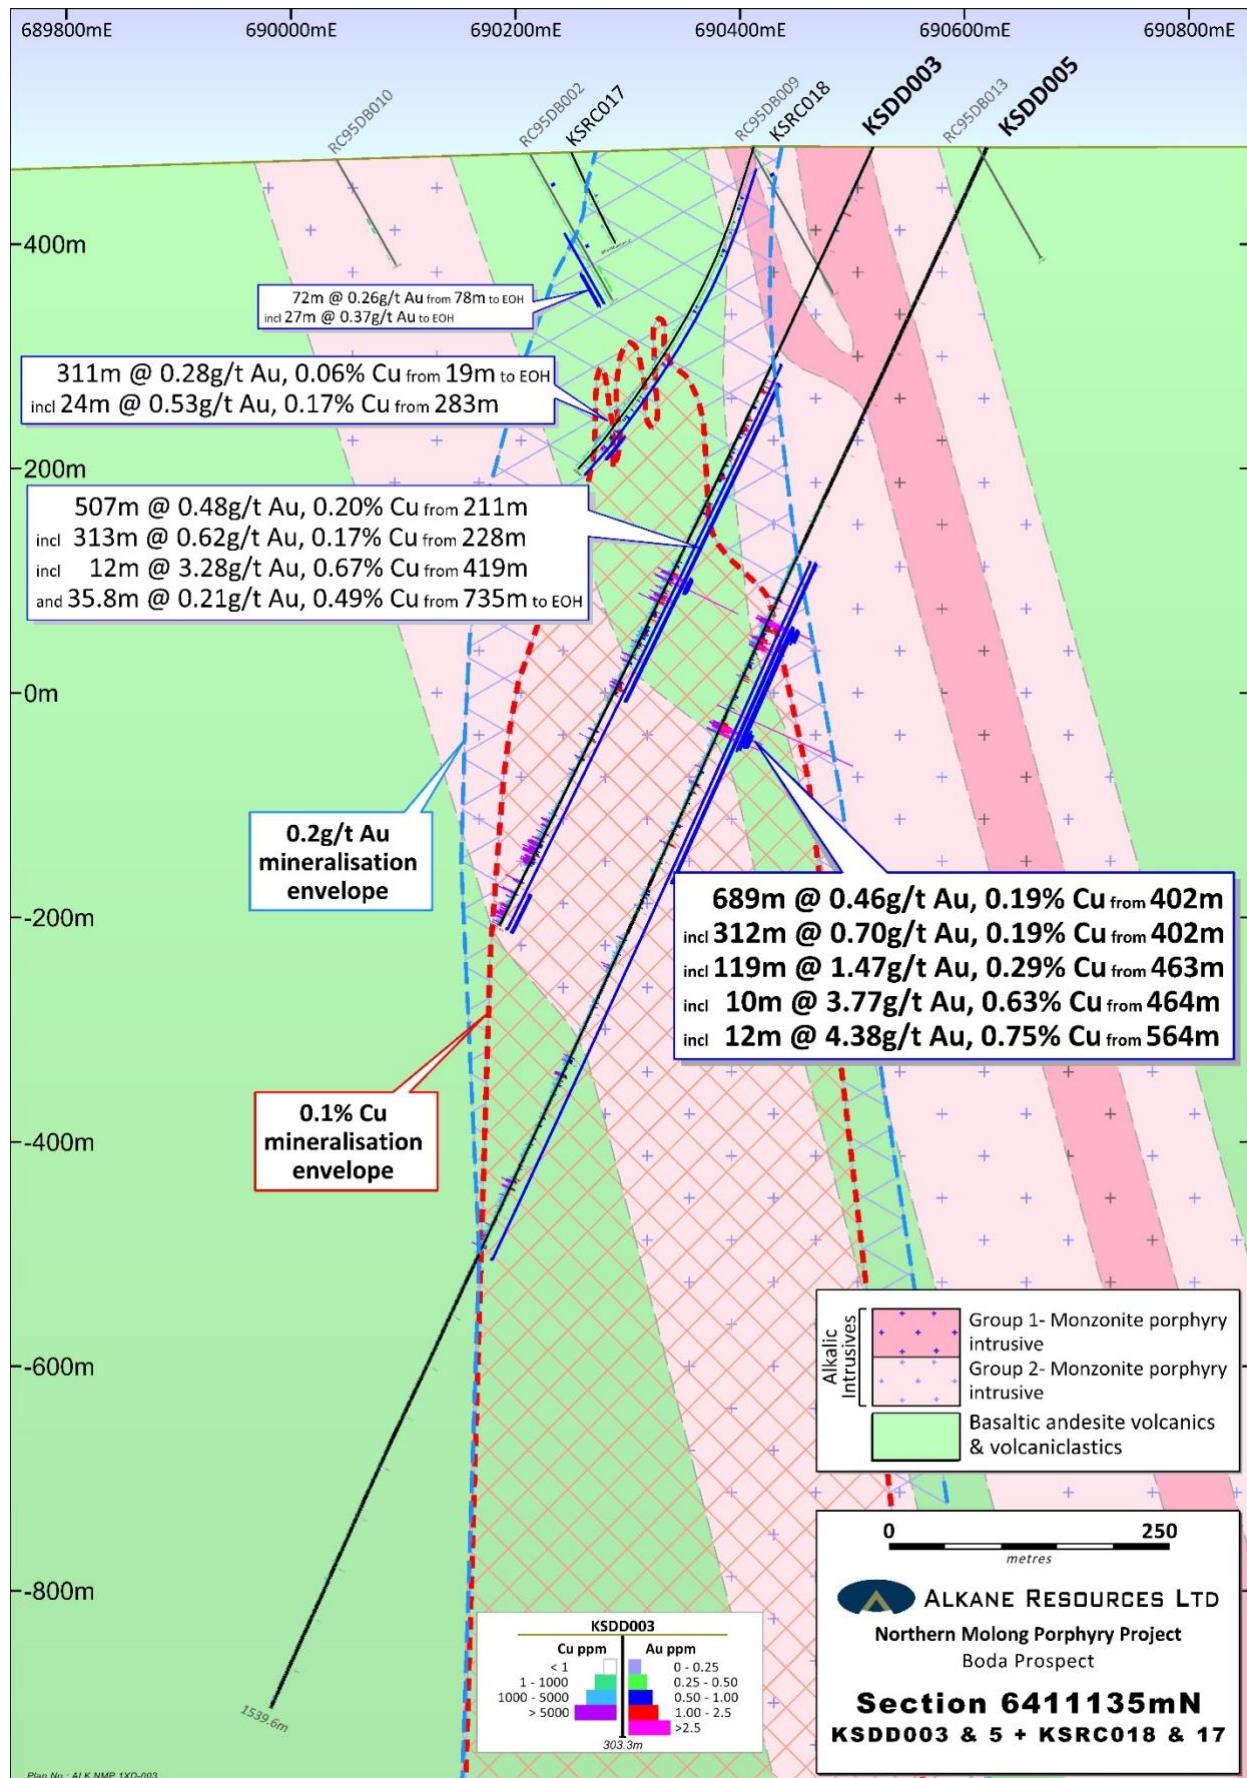 689800mE
690000mE
690200mE
690400mE
690600mE
690800mE
RC95DB010
RC95DB002
KSRC017
RC95DB009
KSRC018
KSDD003
RC95DB013
KSDD005
400m
200m
0m
-200m
-400m
-600m
-800m
72m @ 0.26g/t Au from 78m to EOH
incl 27m @ 0.37g/t Au to EOH
311m @ 0.28g/t Au, 0.06% Cu from 19m to EOH
incl 24m @ 0.53g/t Au, 0.17% Cu from 283m
507m @ 0.48g/t Au, 0.20% Cu from 211m
incl 313m @ 0.62g/t Au, 0.17% Cu from 228m
incl 12m @ 3.28g/t Au, 0.67% Cu from 419m
and 35.8m @ 0.21g/t Au, 0.49% Cu from 735m to EOH
0.2g/t Au
mineralisation
envelope
689m @ 0.46g/t Au, 0.19% Cu from 402m
incl 312m @ 0.70g/t Au, 0.19% Cu from 402m
incl 119m @ 1.47g/t Au, 0.29% Cu from 463m
incl 10m @ 3.77g/t Au, 0.63% Cu from 464m
incl 12m @ 4.38g/t Au, 0.75% Cu from 564m
0.1% Cu
mineralisation
envelope
Alkalic
Intrusives
Group 1- Monzonite porphyry
intrusive
Group 2- Monzonite porphyry
intrusive
Basaltic andesite volcanics
& volcaniclastics
0 250
metres
ALKANE RESOURCES LTD
Northern Molong Porphyry Project
Boda Prospect
Section 6411135mN
KSDD003 & 5 + KSRC018 & 17
KSDD003
Cu ppm Au ppm
< 1 0 - 0.25
1 - 1000 0.25 - 0.50
1000 - 5000 0.50 - 1.00
> 5000 1.00 - 2.5
>2.5
303.3m
1539.6m
Plan No : ALK NMP 1XD-003